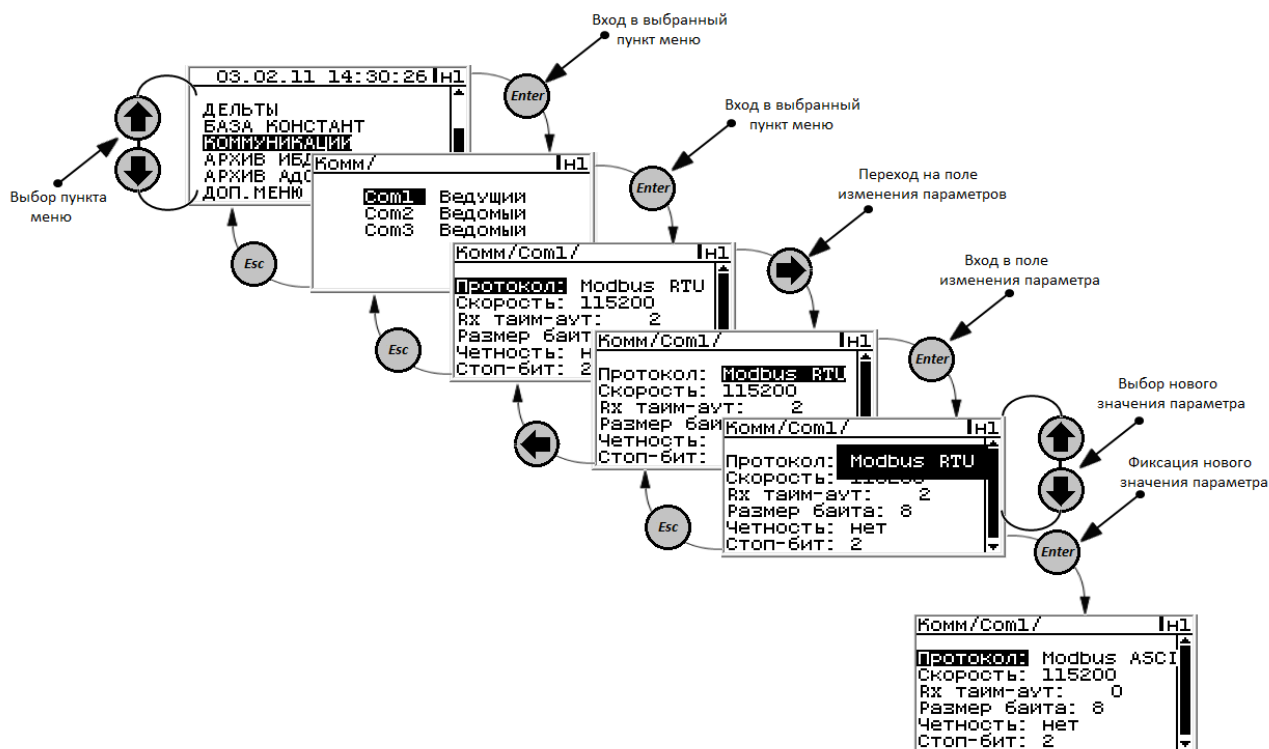 Вход в выбранный
пункт меню
03.02.11 14:30:26 Н1
ДЕЛЬТЫ
БАЗА КОНСТАНТ
КОММУНИКАЦИИ
АРХИВ ИБД
АРХИВ АдС
ДОП.МЕНЮ
Enter
Выбор пункта
меню
Вход в выбранный
пункт меню
Комм/ Н1
Com1 Ведущий
Com2 Ведомый
Com3 Ведомый
Enter
Esc
Переход на поле
изменения параметров
Комм/Com1/ Н1
Протокол: Modbus RTU
Скорость: 115200
Rx тайм-аут: 2
Размер байт
Четность: н
Стоп-бит: 2
Esc
Вход в поле
изменения параметра
Комм/Com1/ Н1
Протокол: Modbus RTU
Скорость: 115200
Rx тайм-аут: 2
Размер бай
Четность:
Стоп-бит:
Enter
Выбор нового
значения параметра
Комм/Com1/ Н1
Протокол: Modbus RTU
Скорость: 115200
Rx тайм-аут: 2
Размер байта: 8
Четность: нет
Стоп-бит: 2
Esc
Фиксация нового
значения параметра
Enter
Комм/Com1/ Н1
Протокол: Modbus ASCI
Скорость: 115200
Rx тайм-аут: 0
Размер байта: 8
Четность: нет
Стоп-бит: 2